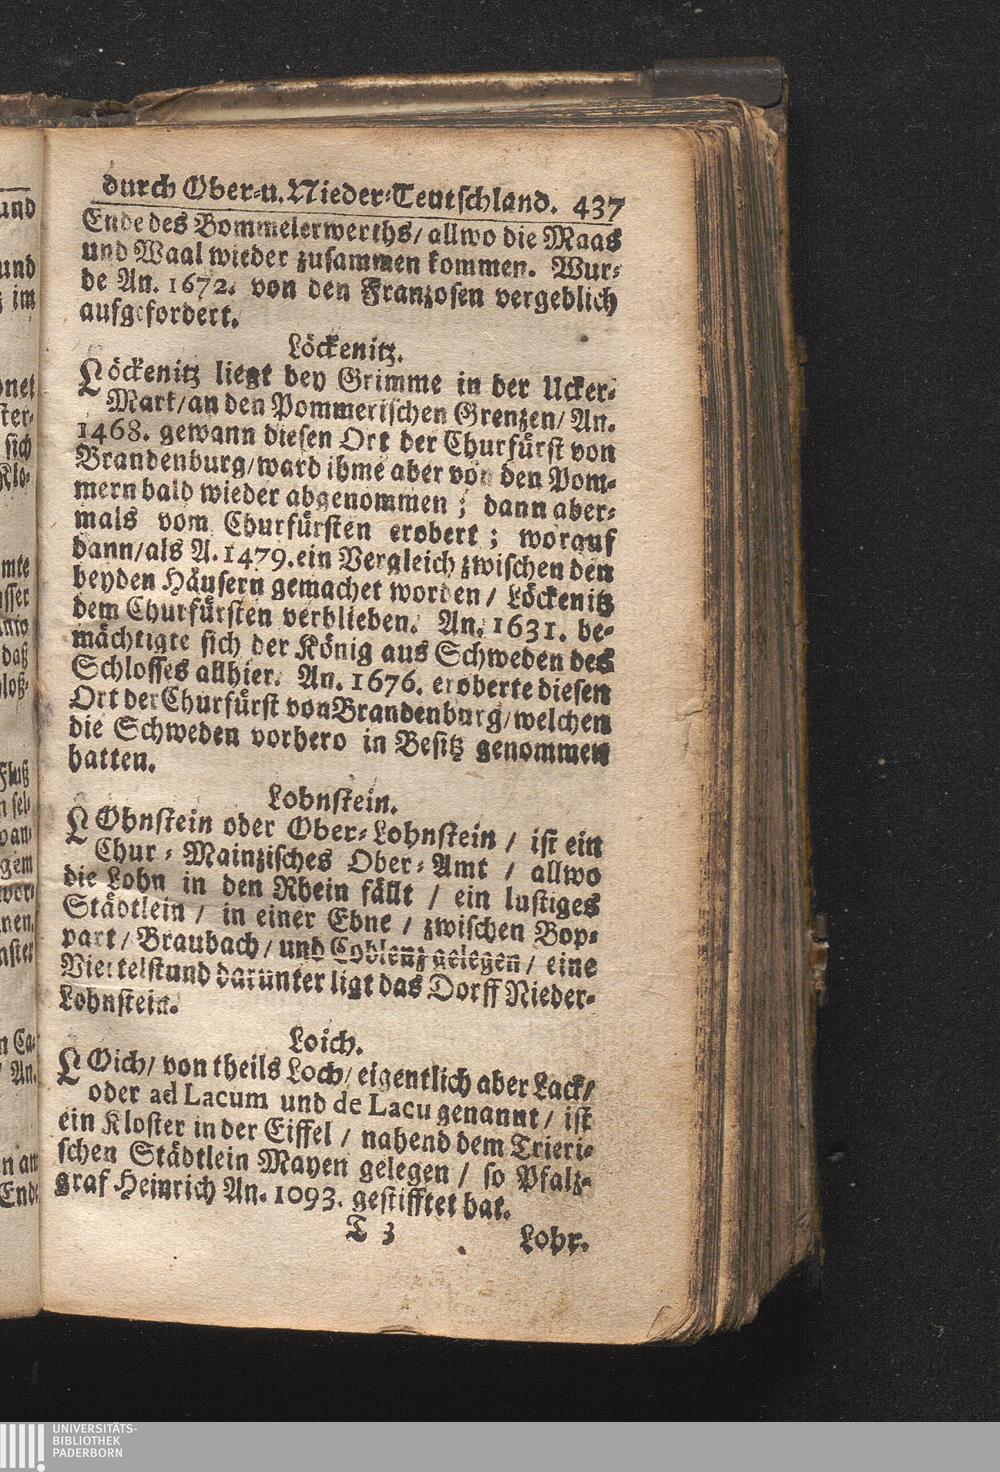 durch Ober- u. Nieder-Teutschland. 437
Ende des Bommelerwerths / allwo die Maas
und Waal wieder zusammen kommen. Wur-
de An. 1672. von den Franzosen vergeblich
aufgefordert.
Löckenitz.
Löckenitz liegt bey Grimme in der Ucker-
Mark / an den Pommerischen Grenzen / An.
1468. gewann diesen Ort der Churfürst von
Brandenburg / ward ihme aber von den Pom-
mern bald wieder abgenommen ; dann aber-
mals vom Churfürsten erobert ; worauf
dann / als A. 1479. ein Vergleich zwischen den
beyden Häusern gemachet worden / Löckenitz
dem Churfürsten verblieben. An. 1631. be-
mächtigte sich der König aus Schweden des
Schlosses allhier. An. 1676. eroberte diesen
Ort der Churfürst von Brandenburg / welchen
die Schweden vorhero in Besitz genommen
hatten.
Lohnstein.
LOhnstein oder Ober-Lohnstein / ist ein
Chur-Mainzisches Ober-Amt / allwo
die Lohn in den Rhein fällt / ein lustiges
Städtlein / in einer Ebne / zwischen Bop-
part / Braubach / und Coblenz gelegen / eine
Viertelstund darunter ligt das Dorff Nieder-
Lohnstein.
Loich.
LOich / von theils Loch / eigentlich aber Lack /
oder ad Lacum und de Lacu genannt / ist
ein Kloster in der Eiffel / nahend dem Trieri-
schen Städtlein Mayen gelegen / so Pfalz-
graf Heinrich An. 1093. gestifftet hat.
T 3 Lohr.
UNIVERSITÄTS-
BIBLIOTHEK
PADERBORN